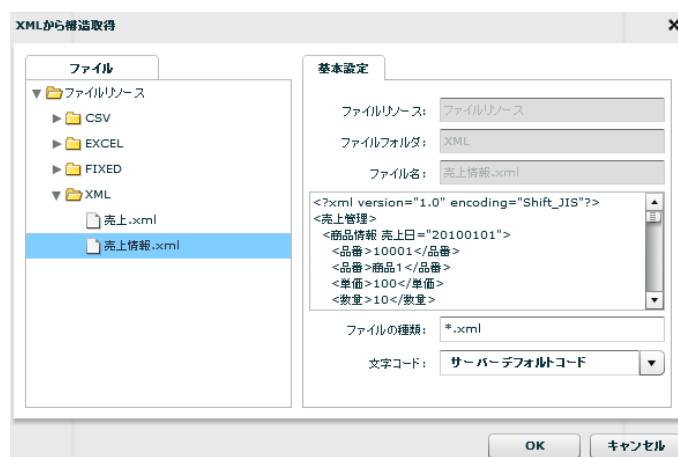 XMLから構造取得
ファイル
ファイルリソース
CSV
EXCEL
FIXED
XML
売上.xml
売上情報.xml
基本設定
ファイルリソース: ファイルリソース
ファイルフォルダ: XML
ファイル名: 売上情報.xml
<?xml version="1.0" encoding="Shift_JIS"?>
<売上管理>
<商品情報 売上日="20100101">
<品番>10001</品番>
<品番>商品1</品番>
<単価>100</単価>
<数量>10</数量>
ファイルの種類: *.xml
文字コード: サーバーデフォルトコード
OK キャンセル